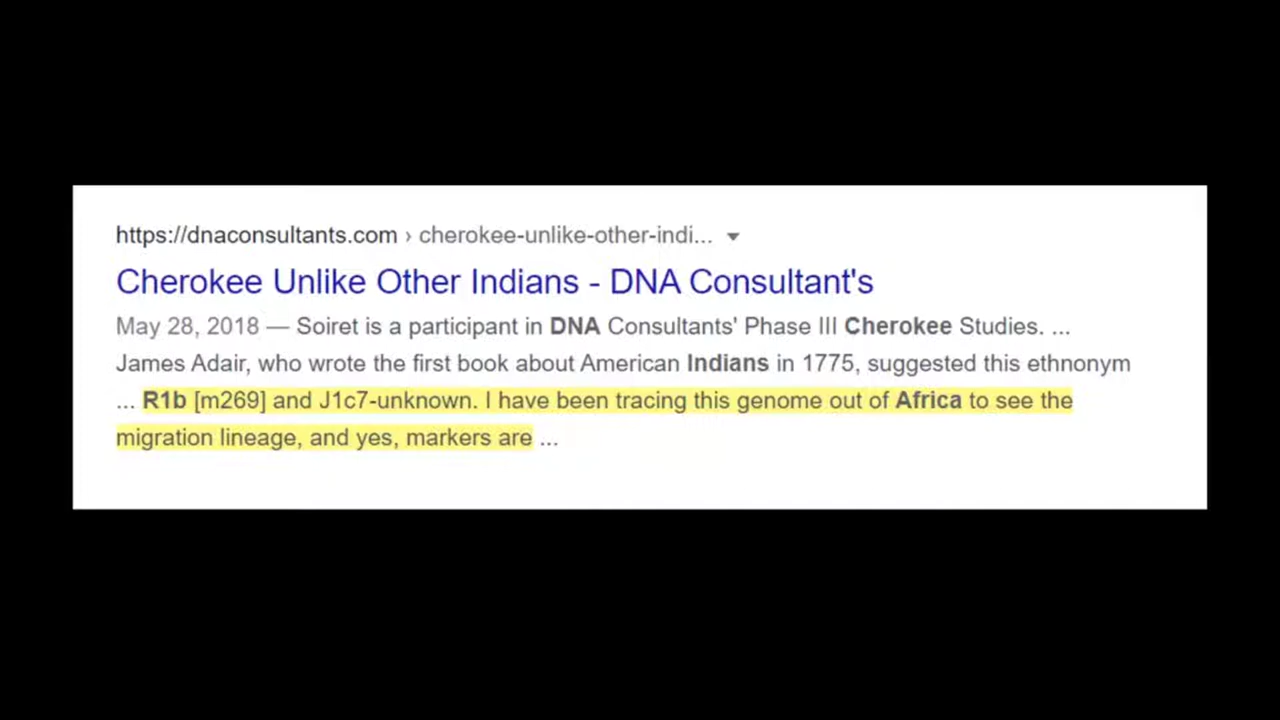 https://dnaconsultants.com › cherokee-unlike-other-indi...
Cherokee Unlike Other Indians - DNA Consultant's
May 28, 2018 — Soiret is a participant in DNA Consultants' Phase III Cherokee Studies. ...
James Adair, who wrote the first book about American Indians in 1775, suggested this ethnonym
... R1b [m269] and J1c7-unknown. I have been tracing this genome out of Africa to see the
migration lineage, and yes, markers are ...